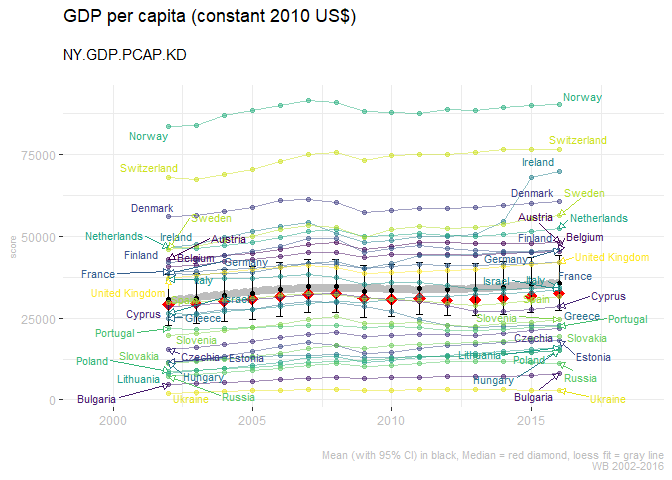 GDP per capita (constant 2010 US$)
NY.GDP.PCAP.KD
Norway
Norway
Switzerland
Switzerland
Ireland
Denmark
Denmark
Sweden
Sweden
Netherlands
Netherlands
Ireland
Austria
Austria
Finland
Finland
Belgium
Belgium
France
France
Germany
Germany
Italy
Italy
Israel
Israel
United Kingdom
United Kingdom
Spain
Cyprus
Cyprus
Greece
Greece
Portugal
Portugal
Slovenia
Slovenia
Slovakia
Slovakia
Czechia
Czechia
Estonia
Estonia
Poland
Poland
Lithuania
Lithuania
Hungary
Hungary
Russia
Russia
Bulgaria
Bulgaria
Ukraine
Ukraine
75000
50000
25000
0
score
2000
2005
2010
2015
Mean (with 95% CI) in black, Median = red diamond, loess fit = gray line
WB 2002-2016